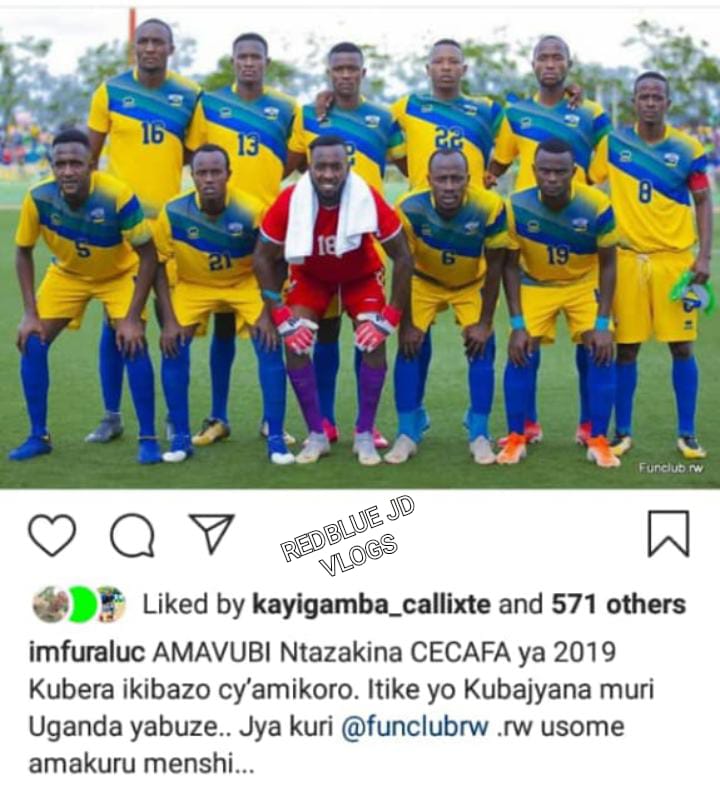 16
13
22
8
5
21
18
6
19
Funclub.rw
REDBLUE JD
VLOGS
Liked by kayigamba_callixte and 571 others
imfuraluc AMAVUBI Ntazakina CECAFA ya 2019
Kubera ikibazo cy'amikoro. Itike yo Kubajyana muri
Uganda yabuze.. Jya kuri @funclubrw .rw usome
amakuru menshi...